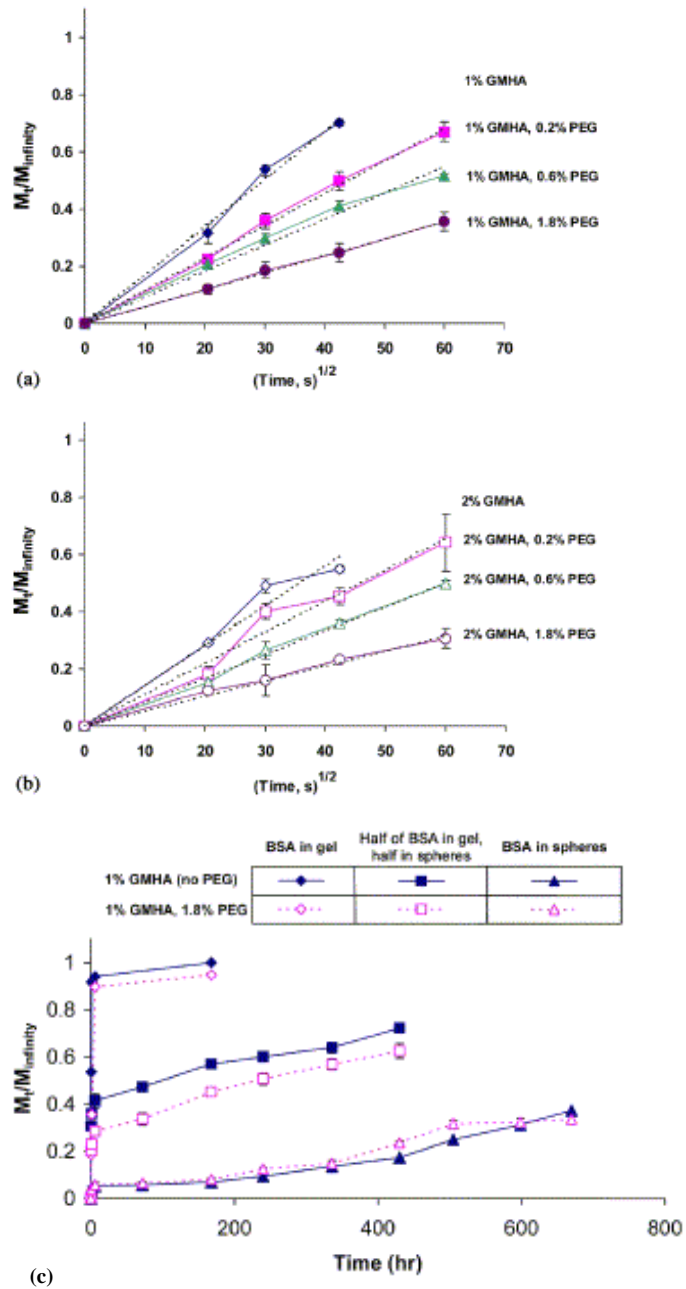 1
0.8
0.6
0.4
0.2
0
M_t/M_infinity
1% GMHA
1% GMHA, 0.2% PEG
1% GMHA, 0.6% PEG
1% GMHA, 1.8% PEG
0 10 20 30 40 50 60 70
(Time, s)^1/2
(a)
1
0.8
0.6
0.4
0.2
0
M_t/M_infinity
2% GMHA
2% GMHA, 0.2% PEG
2% GMHA, 0.6% PEG
2% GMHA, 1.8% PEG
0 10 20 30 40 50 60 70
(Time, s)^1/2
(b)
BSA in gel
Half of BSA in gel,
half in spheres
BSA in spheres
1% GMHA (no PEG)
1% GMHA, 1.8% PEG
1
0.8
0.6
0.4
0.2
0
M_t/M_infinity
0 200 400 600 800
Time (hr)
(c)